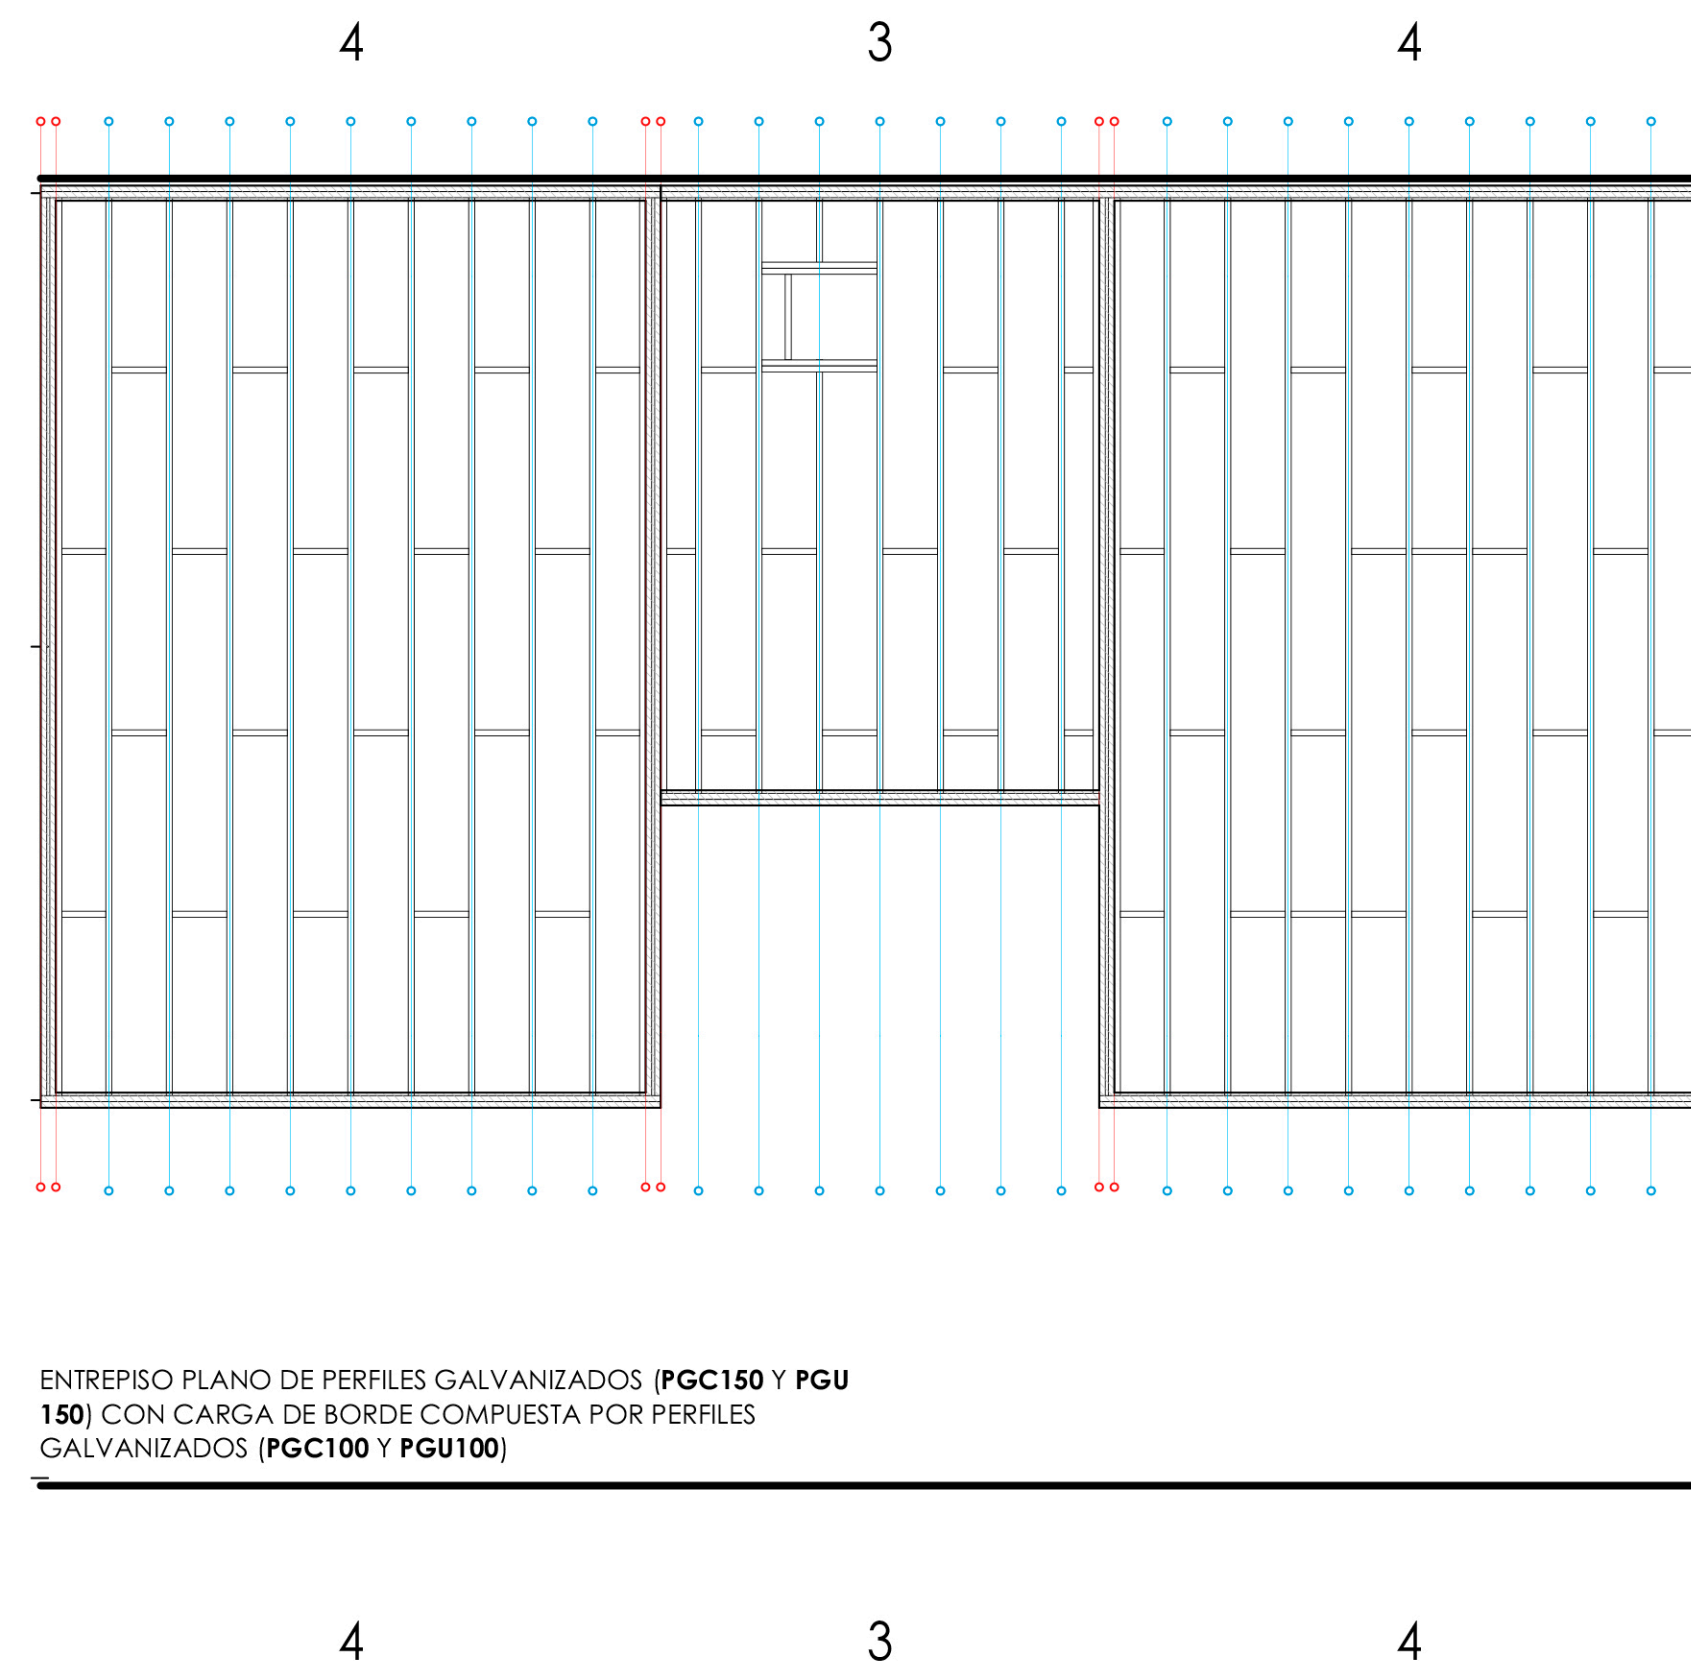 4 3 4
ENTREPISO PLANO DE PERFILES GALVANIZADOS (PGC150 Y PGU
150) CON CARGA DE BORDE COMPUESTA POR PERFILES
GALVANIZADOS (PGC100 Y PGU100)
4 3 4